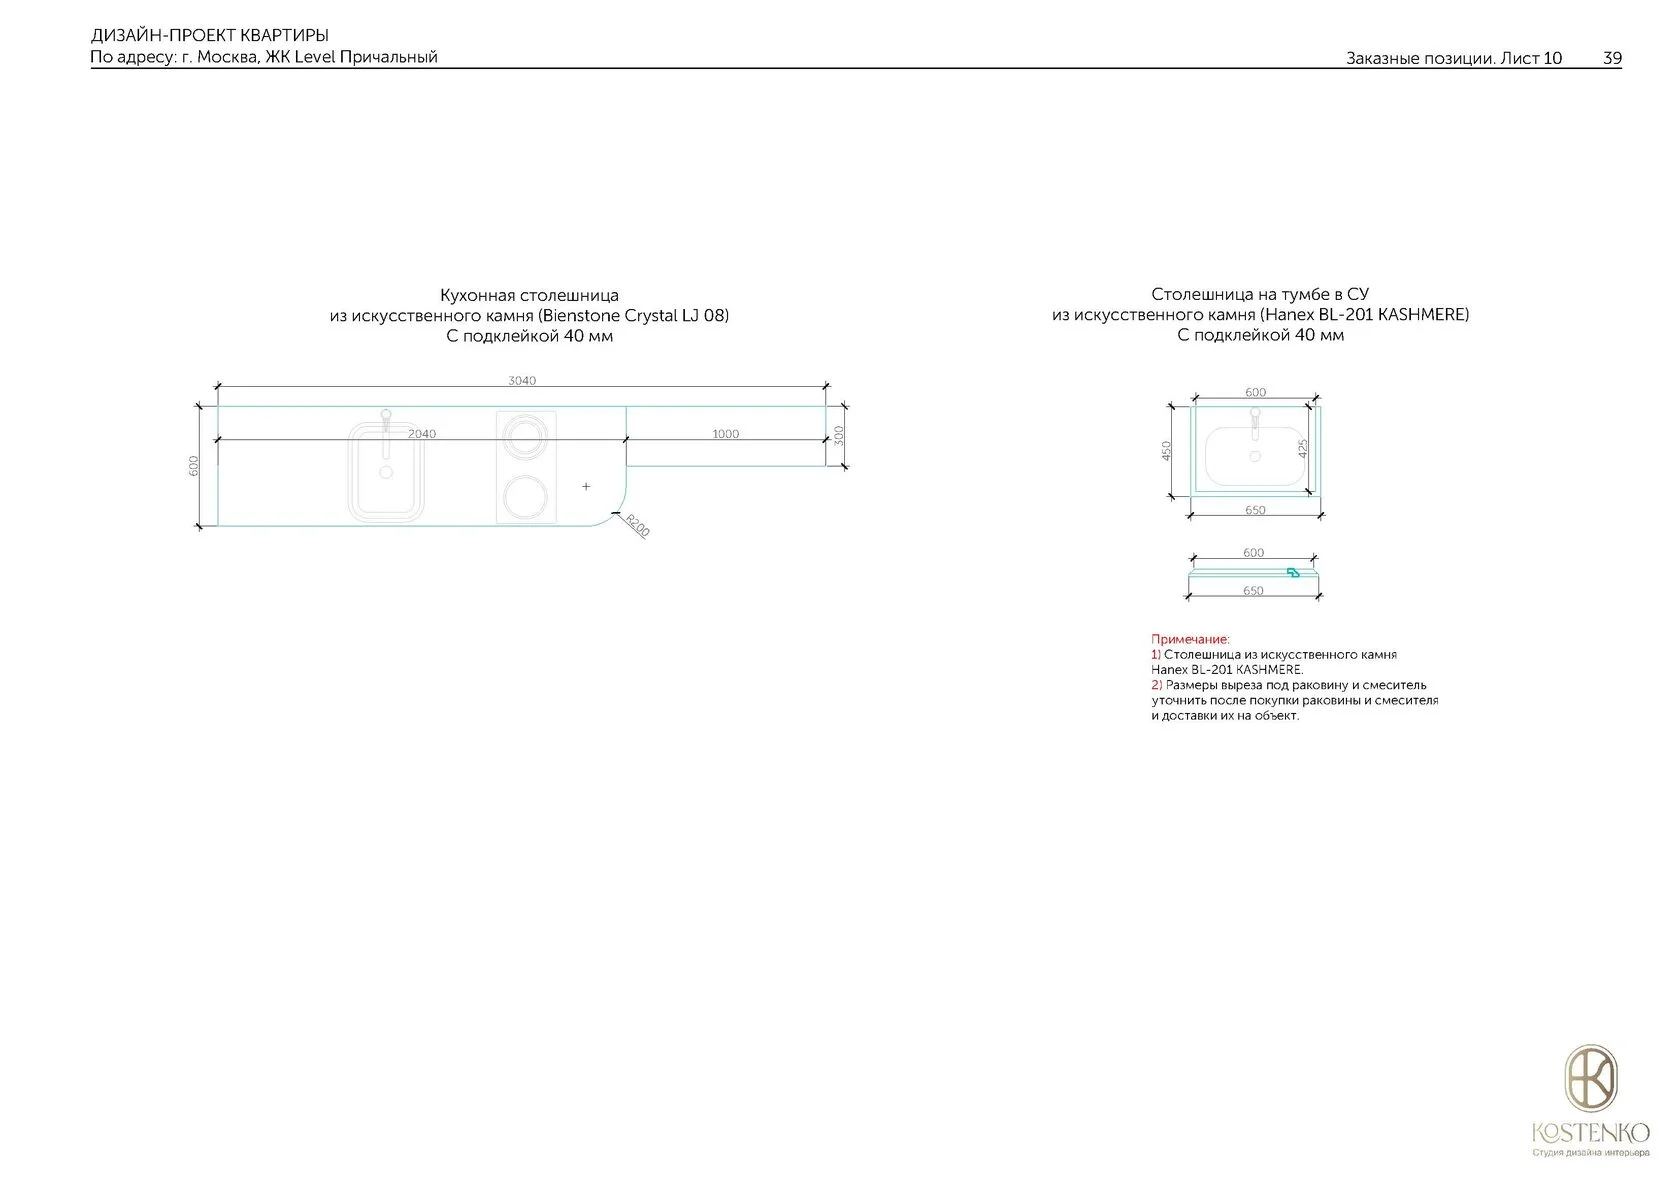 ДИЗАЙН-ПРОЕКТ КВАРТИРЫ
По адресу: г. Москва, ЖК Level Причальный
Заказные позиции. Лист 10 39
Кухонная столешница
из искусственного камня (Bienstone Crystal LJ 08)
С подклейкой 40 мм
3040
2040
1000
300
600
R200
Столешница на тумбе в СУ
из искусственного камня (Hanex BL-201 KASHMERE)
С подклейкой 40 мм
600
450
425
650
600
650
Примечание:
1) Столешница из искусственного камня
Hanex BL-201 KASHMERE.
2) Размеры выреза под раковину и смеситель
уточнить после покупки раковины и смесителя
и доставки их на объект.
KOSTENKO
Студия дизайна интерьера